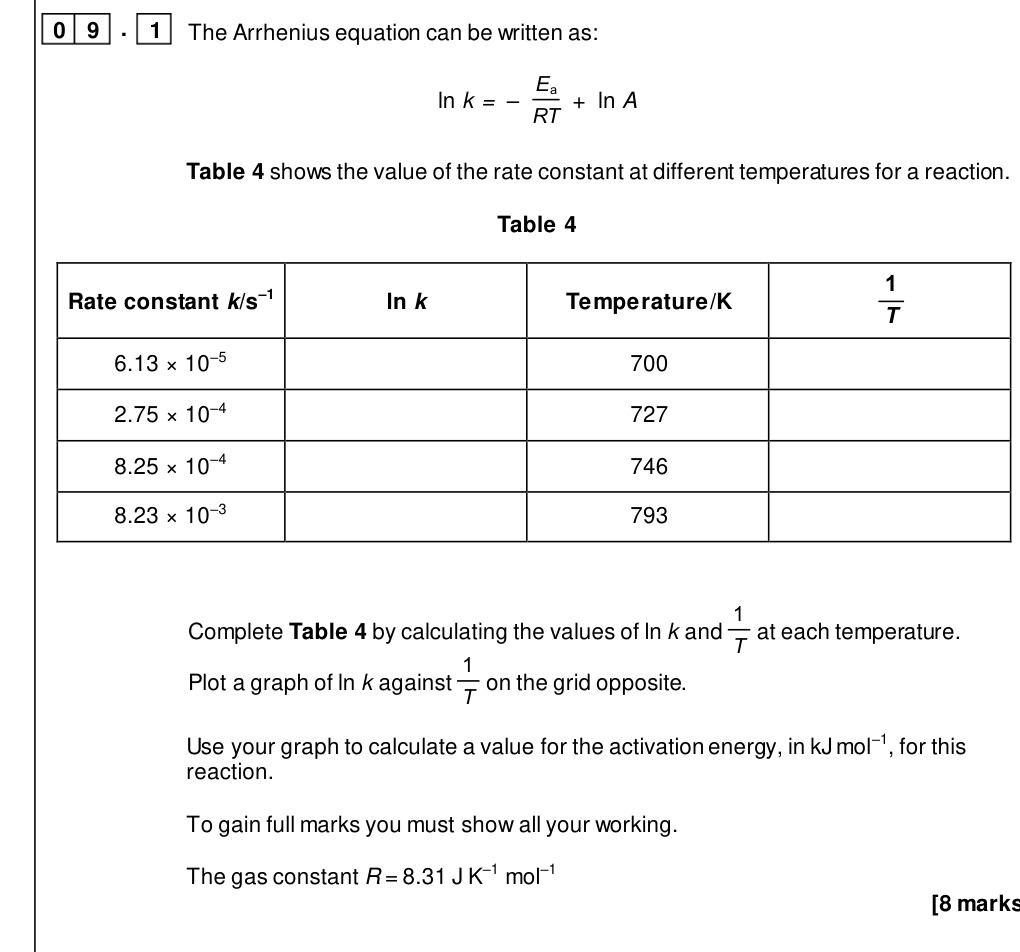 0 9 . 1 The Arrhenius equation can be written as:
ln k = − Eₐ/RT + ln A
Table 4 shows the value of the rate constant at different temperatures for a reaction.
Table 4
Rate constant k/s⁻¹ ln k Temperature/K 1/T
6.13 × 10⁻⁵ 700
2.75 × 10⁻⁴ 727
8.25 × 10⁻⁴ 746
8.23 × 10⁻³ 793
Complete Table 4 by calculating the values of ln k and 1/T at each temperature.
Plot a graph of ln k against 1/T on the grid opposite.
Use your graph to calculate a value for the activation energy, in kJ mol⁻¹, for this
reaction.
To gain full marks you must show all your working.
The gas constant R = 8.31 J K⁻¹ mol⁻¹
[8 marks